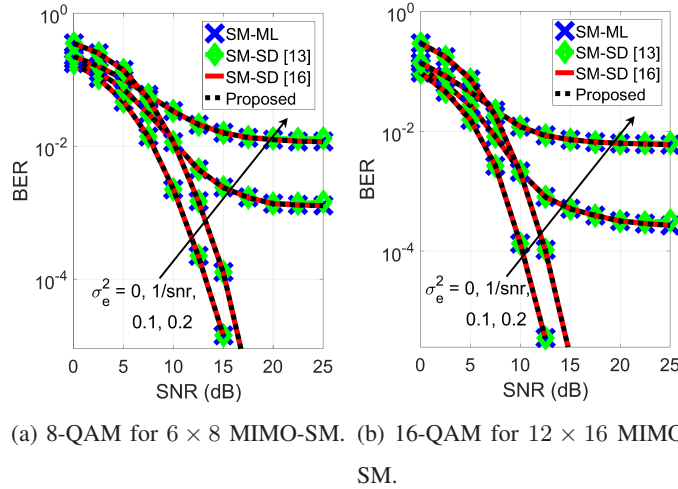 10^0
10^-2
10^-4
BER
SM-ML
SM-SD [13]
SM-SD [16]
Proposed
σ_e^2 = 0, 1/snr,
0.1, 0.2
0 5 10 15 20 25
SNR (dB)
(a) 8-QAM for 6 × 8 MIMO-SM.
10^0
10^-2
10^-4
BER
SM-ML
SM-SD [13]
SM-SD [16]
Proposed
σ_e^2 = 0, 1/snr,
0.1, 0.2
0 5 10 15 20 25
SNR (dB)
(b) 16-QAM for 12 × 16 MIMO
SM.